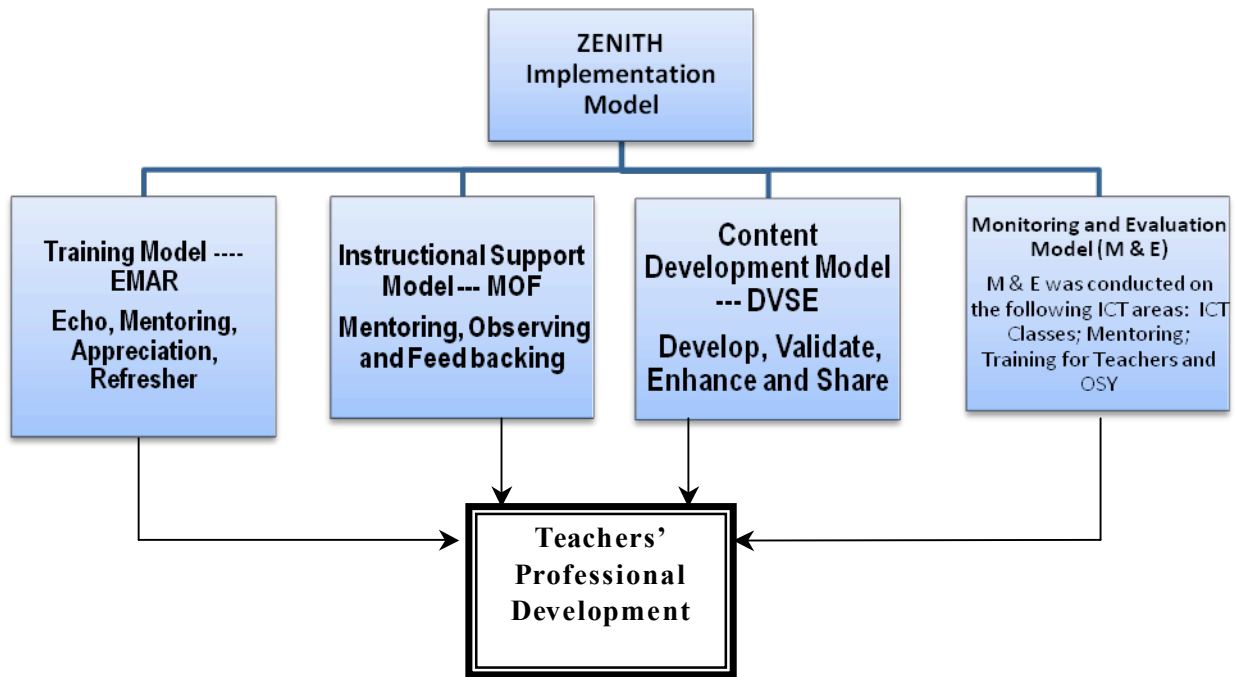 ZENITH
Implementation
Model
Training Model ----
EMAR
Echo, Mentoring,
Appreciation,
Refresher
Instructional Support
Model--- MOF
Mentoring, Observing
and Feed backing
Content
Development Model
--- DVSE
Develop, Validate,
Enhance and Share
Monitoring and Evaluation
Model (M & E)
M & E was conducted on
the following ICT areas: ICT
Classes; Mentoring;
Training for Teachers and
OSY
Teachers’
Professional
Development